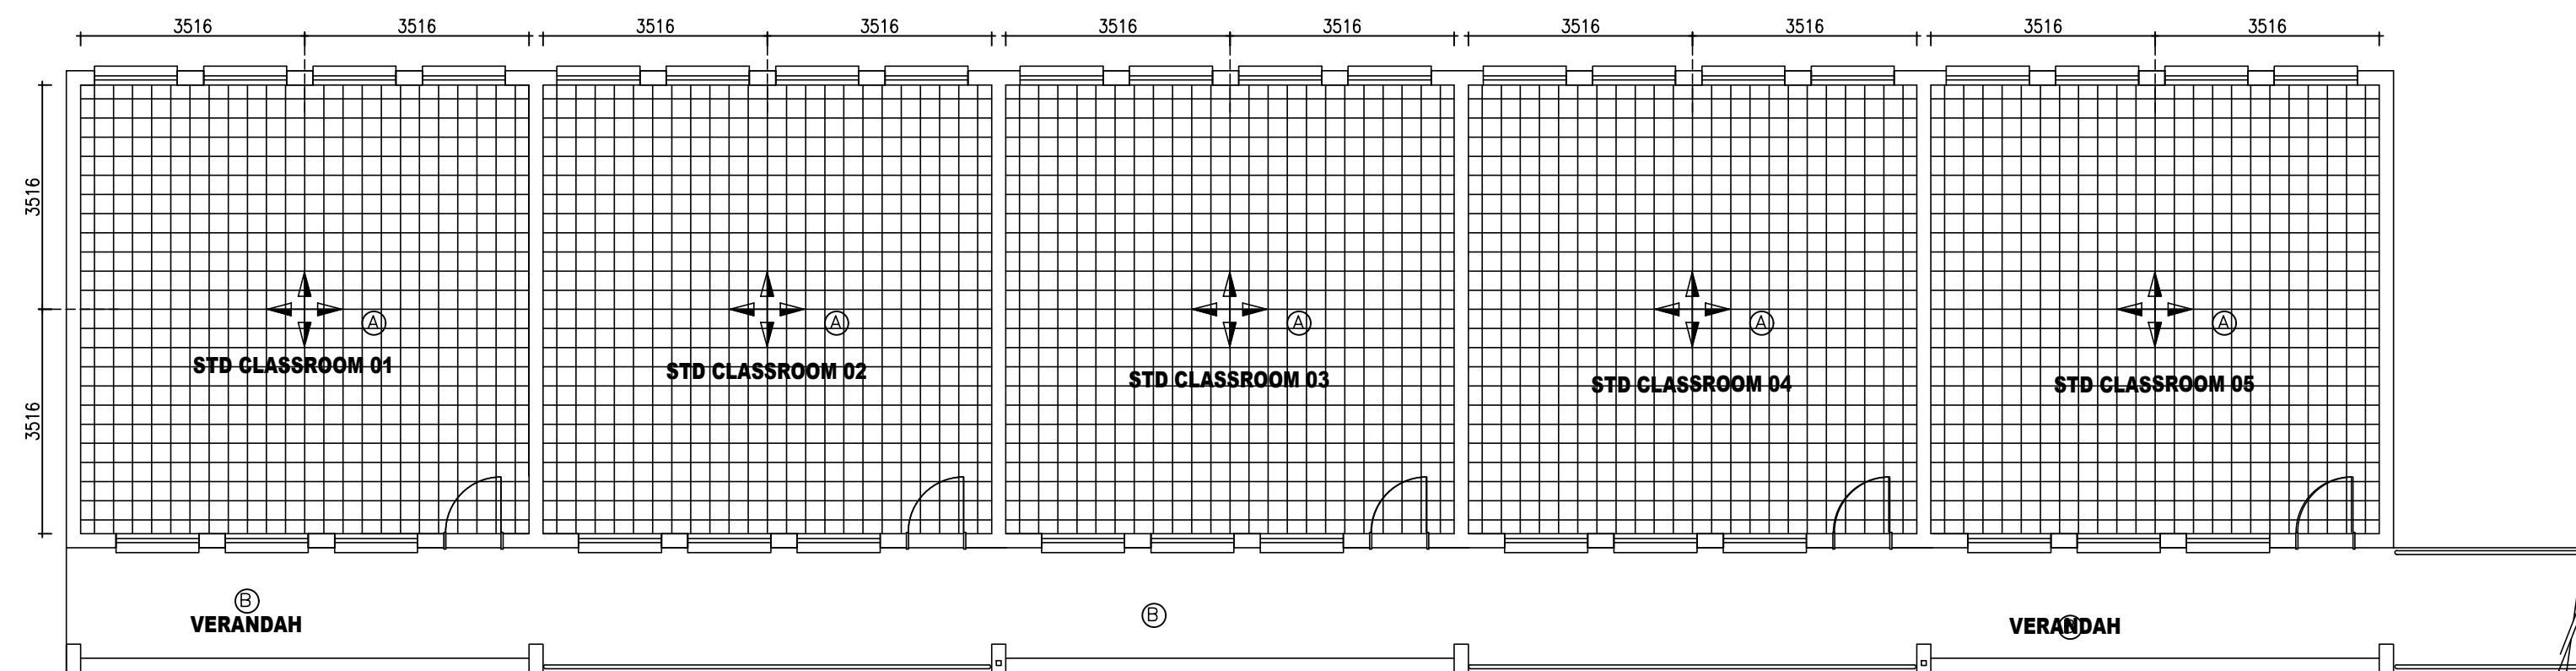 3516 3516 3516 3516 3516 3516 3516 3516 3516 3516
3516
A A A A A
STD CLASSROOM 01
STD CLASSROOM 02
STD CLASSROOM 03
STD CLASSROOM 04
STD CLASSROOM 05
3516
B
VERANDAH
B
B
VERANDAH